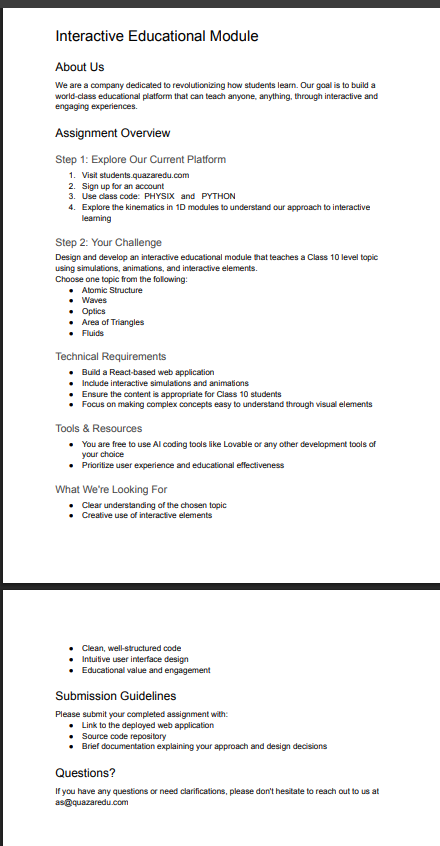 Interactive Educational Module
About Us
We are a company dedicated to revolutionizing how students learn. Our goal is to build a
world-class educational platform that can teach anyone, anything, through interactive and
engaging experiences.
Assignment Overview
Step 1: Explore Our Current Platform
1. Visit students.quazaredu.com
2. Sign up for an account
3. Use class code: PHYSIX and PYTHON
4. Explore the kinematics in 1D modules to understand our approach to interactive
learning
Step 2: Your Challenge
Design and develop an interactive educational module that teaches a Class 10 level topic
using simulations, animations, and interactive elements.
Choose one topic from the following:
● Atomic Structure
● Waves
● Optics
● Area of Triangles
● Fluids
Technical Requirements
● Build a React-based web application
● Include interactive simulations and animations
● Ensure the content is appropriate for Class 10 students
● Focus on making complex concepts easy to understand through visual elements
Tools & Resources
● You are free to use AI coding tools like Lovable or any other development tools of
your choice
● Prioritize user experience and educational effectiveness
What We're Looking For
● Clear understanding of the chosen topic
● Creative use of interactive elements
● Clean, well-structured code
● Intuitive user interface design
● Educational value and engagement
Submission Guidelines
Please submit your completed assignment with:
● Link to the deployed web application
● Source code repository
● Brief documentation explaining your approach and design decisions
Questions?
If you have any questions or need clarifications, please don't hesitate to reach out to us at
as@quazaredu.com